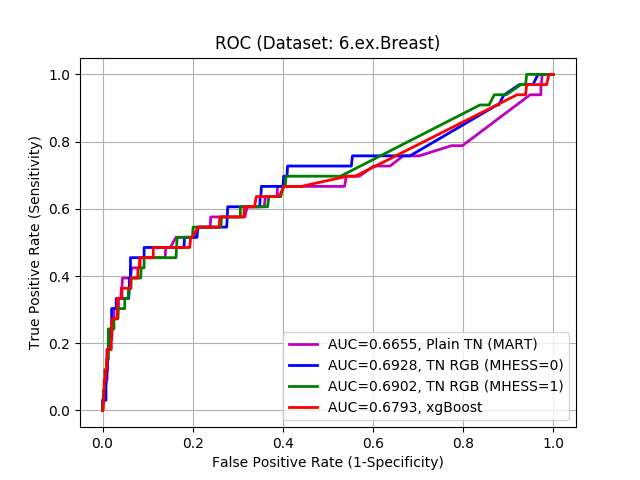 ROC (Dataset: 6.ex.Breast)
True Positive Rate (Sensitivity)
1.0
0.8
0.6
0.4
0.2
0.0
AUC=0.6655, Plain TN (MART)
AUC=0.6928, TN RGB (MHESS=0)
AUC=0.6902, TN RGB (MHESS=1)
AUC=0.6793, xgBoost
0.0 0.2 0.4 0.6 0.8 1.0
False Positive Rate (1-Specificity)